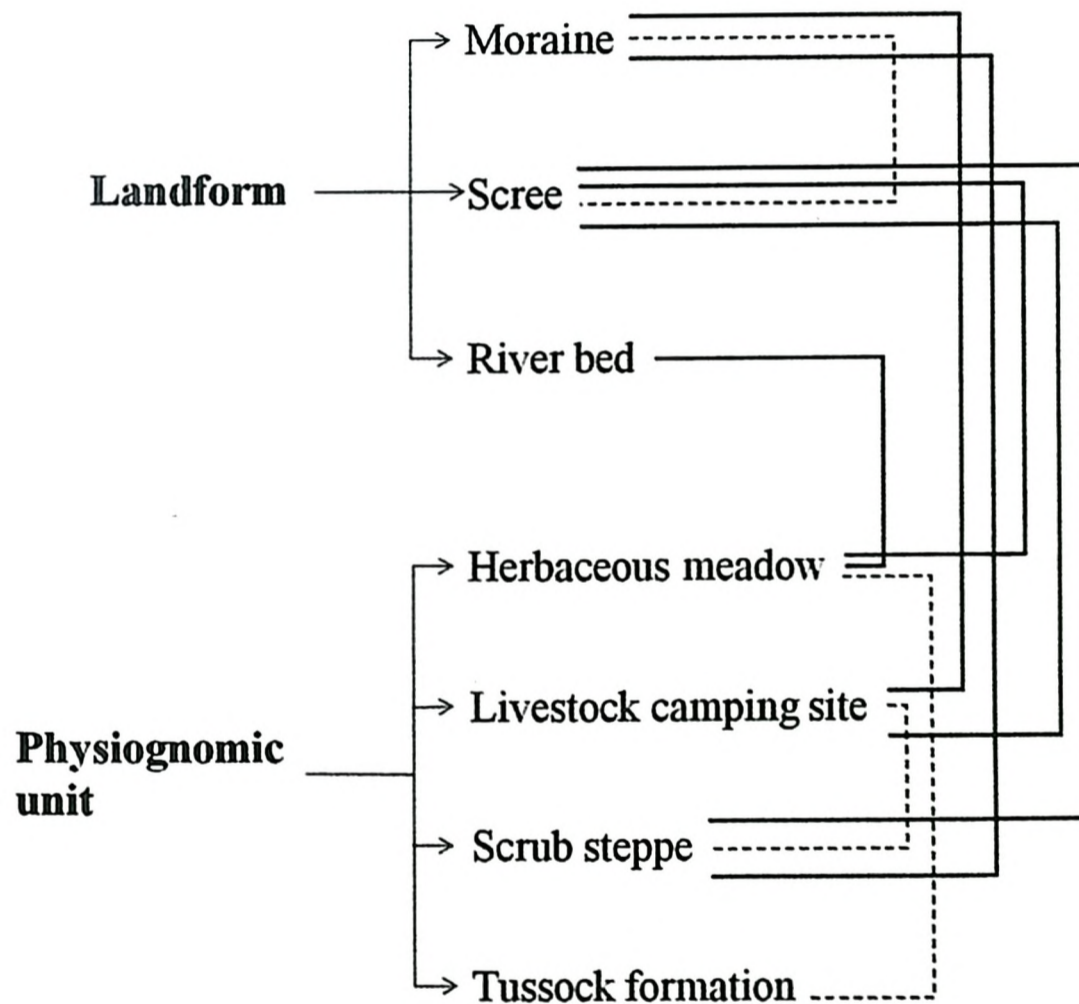 Moraine
Landform
Scree
River bed
Herbaceous meadow
Livestock camping site
Physiognomic
unit
Scrub steppe
Tussock formation